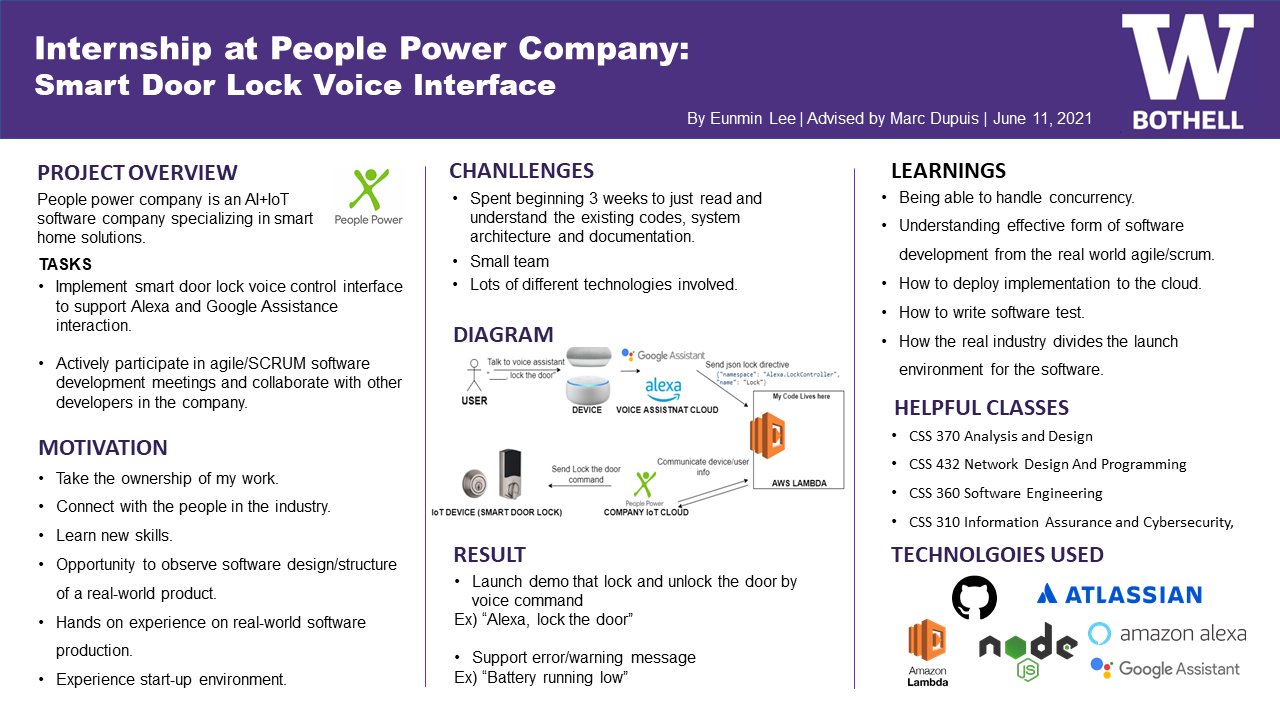 Internship at People Power Company:
Smart Door Lock Voice Interface
By Eunmin Lee | Advised by Marc Dupuis | June 11, 2021
W
BOTHELL
PROJECT OVERVIEW
People power company is an AI+IoT
software company specializing in smart
home solutions.
People Power
TASKS
• Implement smart door lock voice control interface
to support Alexa and Google Assistance
interaction.
• Actively participate in agile/SCRUM software
development meetings and collaborate with other
developers in the company.
MOTIVATION
• Take the ownership of my work.
• Connect with the people in the industry.
• Learn new skills.
• Opportunity to observe software design/structure
of a real-world product.
• Hands on experience on real-world software
production.
• Experience start-up environment.
CHANLLENGES
• Spent beginning 3 weeks to just read and
understand the existing codes, system
architecture and documentation.
• Small team
• Lots of different technologies involved.
DIAGRAM
Talk to voice assistant
"____, lock the door"
USER
DEVICE
Google Assistant
alexa
VOICE ASSISTNAT CLOUD
Send json lock directive
{"namespace": "Alexa.LockController",
"name": "Lock"}
My Code Lives here
AWS LAMBDA
Communicate device/user
info
People Power
COMPANY IoT CLOUD
Send Lock the door
command
IoT DEVICE (SMART DOOR LOCK)
RESULT
• Launch demo that lock and unlock the door by
voice command
Ex) “Alexa, lock the door”
• Support error/warning message
Ex) “Battery running low”
LEARNINGS
• Being able to handle concurrency.
• Understanding effective form of software
development from the real world agile/scrum.
• How to deploy implementation to the cloud.
• How to write software test.
• How the real industry divides the launch
environment for the software.
HELPFUL CLASSES
• CSS 370 Analysis and Design
• CSS 432 Network Design And Programming
• CSS 360 Software Engineering
• CSS 310 Information Assurance and Cybersecurity,
TECHNOLGOIES USED
ATLASSIAN
Amazon
Lambda
node
JS
amazon alexa
Google Assistant